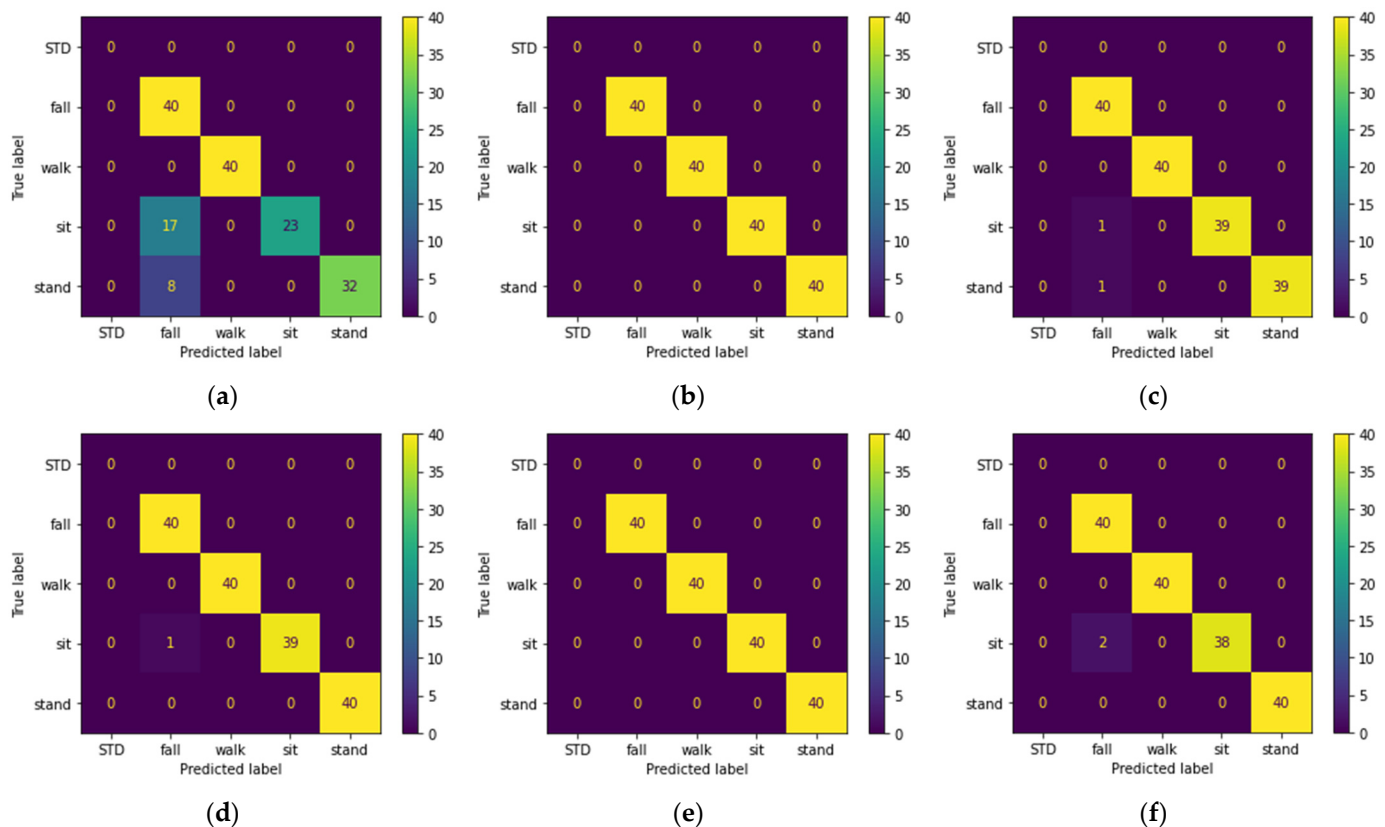 STD 0 0 0 0 0 40
35
fall 0 40 0 0 0 30
25
True label
walk 0 0 40 0 0 20
15
sit 0 17 0 23 0 10
5
stand 0 8 0 0 32 0
STD fall walk sit stand
Predicted label
(a)
STD 0 0 0 0 0 40
35
fall 0 40 0 0 0 30
25
True label
walk 0 0 40 0 0 20
15
sit 0 0 0 40 0 10
5
stand 0 0 0 0 40 0
STD fall walk sit stand
Predicted label
(b)
STD 0 0 0 0 0 40
35
fall 0 40 0 0 0 30
25
True label
walk 0 0 40 0 0 20
15
sit 0 1 0 39 0 10
5
stand 0 1 0 0 39 0
STD fall walk sit stand
Predicted label
(c)
STD 0 0 0 0 0 40
35
fall 0 40 0 0 0 30
25
True label
walk 0 0 40 0 0 20
15
sit 0 1 0 39 0 10
5
stand 0 0 0 0 40 0
STD fall walk sit stand
Predicted label
(d)
STD 0 0 0 0 0 40
35
fall 0 40 0 0 0 30
25
True label
walk 0 0 40 0 0 20
15
sit 0 0 0 40 0 10
5
stand 0 0 0 0 40 0
STD fall walk sit stand
Predicted label
(e)
STD 0 0 0 0 0 40
35
fall 0 40 0 0 0 30
25
True label
walk 0 0 40 0 0 20
15
sit 0 2 0 38 0 10
5
stand 0 0 0 0 40 0
STD fall walk sit stand
Predicted label
(f)